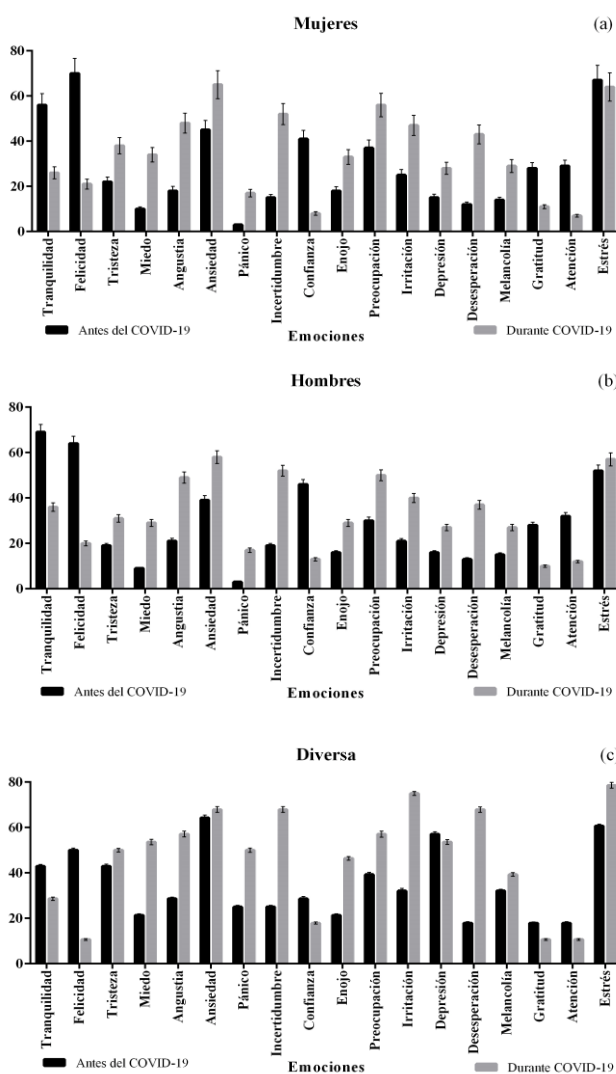 Mujeres
(a)
80
60
40
20
0
Tranquilidad
Felicidad
Tristeza
Miedo
Angustia
Ansiedad
Pánico
Incertidumbre
Confianza
Enojo
Preocupación
Irritación
Depresión
Desesperación
Melancolía
Gratitud
Atención
Estrés
Antes del COVID-19
Emociones
Durante COVID-19
Hombres
(b)
80
60
40
20
0
Tranquilidad
Felicidad
Tristeza
Miedo
Angustia
Ansiedad
Pánico
Incertidumbre
Confianza
Enojo
Preocupación
Irritación
Depresión
Desesperación
Melancolía
Gratitud
Atención
Estrés
Antes del COVID-19
Emociones
Durante COVID-19
Diversa
(c)
80
60
40
20
0
Tranquilidad
Felicidad
Tristeza
Miedo
Angustia
Ansiedad
Pánico
Incertidumbre
Confianza
Enojo
Preocupación
Irritación
Depresión
Desesperación
Melancolía
Gratitud
Atención
Estrés
Antes del COVID-19
Emociones
Durante COVID-19